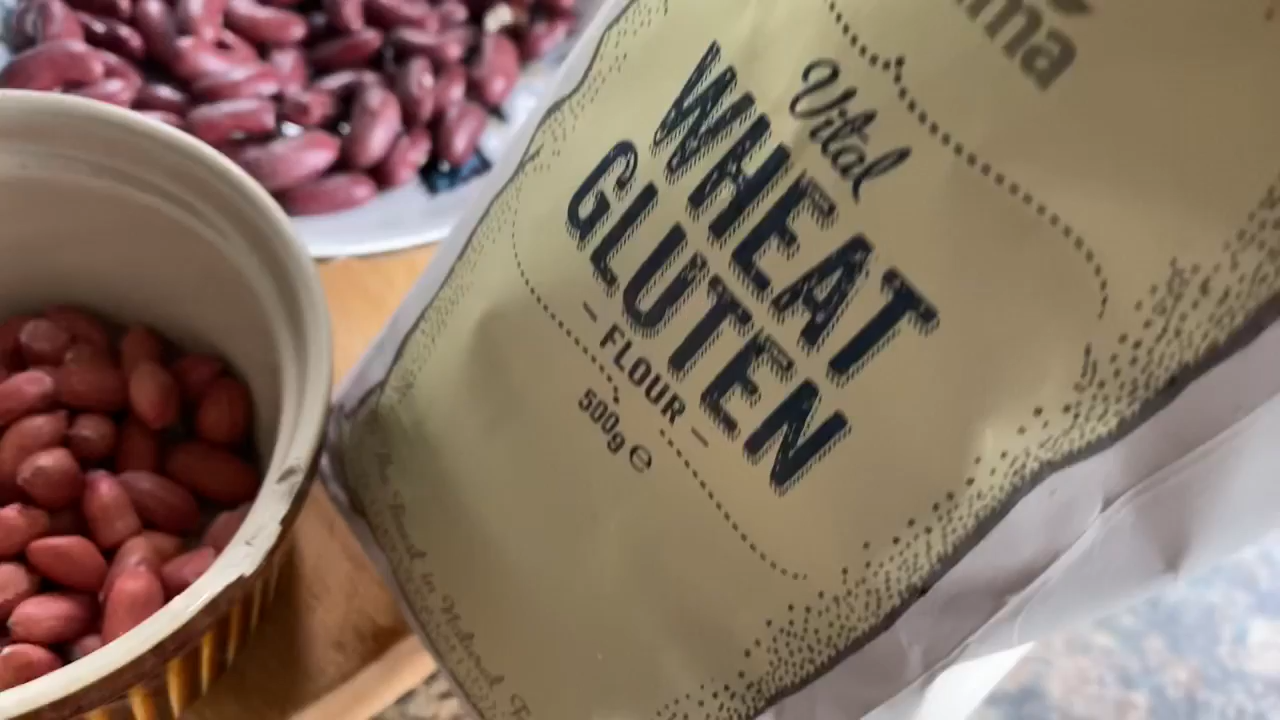 Vital
WHEAT
GLUTEN
- FLOUR -
500g ℮